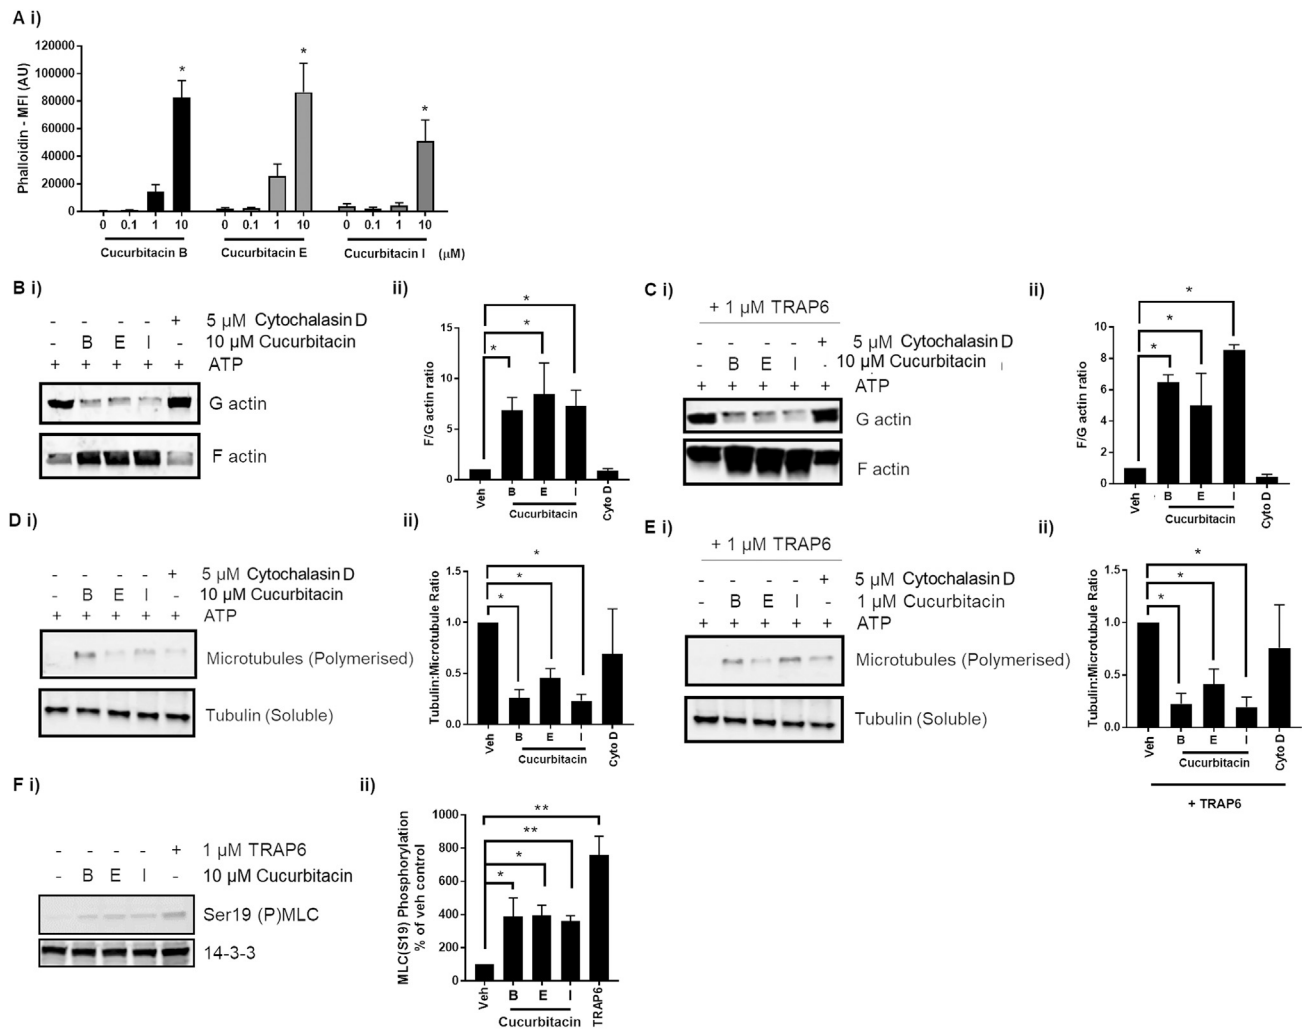 A i)
120000
100000
80000
60000
40000
20000
0
Phalloidin - MFI (AU)
* * *
0 0.1 1 10 0 0.1 1 10 0 0.1 1 10
Cucurbitacin B Cucurbitacin E Cucurbitacin I (µM)
B i)
- - - - + 5 µM Cytochalasin D
- B E I - 10 µM Cucurbitacin
+ + + + + ATP
G actin
F actin
ii)
15
10
5
0
F/G actin ratio
*
*
*
Veh B E I Cyto D
Cucurbitacin
C i)
+ 1 µM TRAP6
- - - - + 5 µM Cytochalasin D
- B E I - 10 µM Cucurbitacin
+ + + + + ATP
G actin
F actin
ii)
10
8
6
4
2
0
F/G actin ratio
*
*
*
Veh B E I Cyto D
Cucurbitacin
D i)
- - - - + 5 µM Cytochalasin D
- B E I - 10 µM Cucurbitacin
+ + + + + ATP
Microtubules (Polymerised)
Tubulin (Soluble)
ii)
1.5
1.0
0.5
0.0
Tubulin:Microtubule Ratio
*
*
*
Veh B E I Cyto D
Cucurbitacin
E i)
+ 1 µM TRAP6
- - - - + 5 µM Cytochalasin D
- B E I - 1 µM Cucurbitacin
+ + + + + ATP
Microtubules (Polymerised)
Tubulin (Soluble)
ii)
1.5
1.0
0.5
0.0
Tubulin:Microtubule Ratio
*
*
*
Veh B E I Cyto D
Cucurbitacin
+ TRAP6
F i)
- - - - + 1 µM TRAP6
- B E I - 10 µM Cucurbitacin
Ser19 (P)MLC
14-3-3
ii)
1000
800
600
400
200
0
MLC(S19) Phosphorylation
% of veh control
**
**
*
*
Veh B E I TRAP6
Cucurbitacin